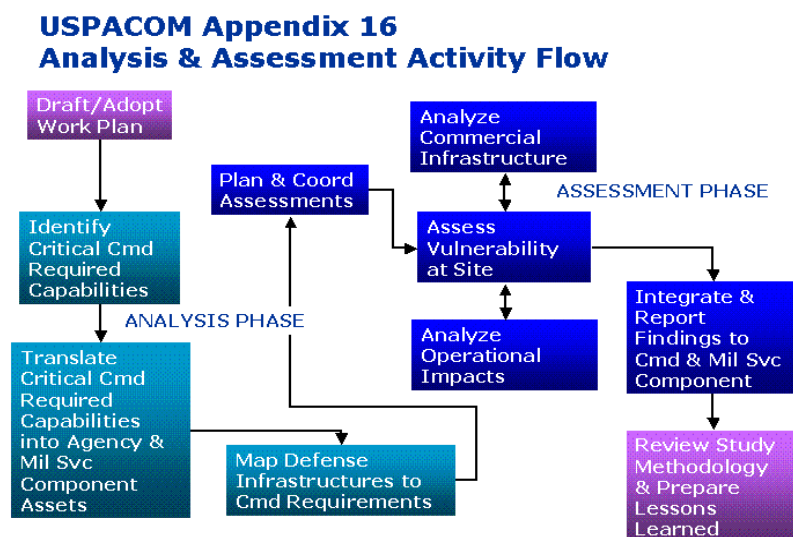 USPACOM Appendix 16
Analysis & Assessment Activity Flow
Draft/Adopt
Work Plan
Identify
Critical Cmd
Required
Capabilities
ANALYSIS PHASE
Translate
Critical Cmd
Required
Capabilities
into Agency &
Mil Svc
Component
Assets
Map Defense
Infrastructures to
Cmd Requirements
Plan & Coord
Assessments
Analyze
Commercial
Infrastructure
ASSESSMENT PHASE
Assess
Vulnerability
at Site
Analyze
Operational
Impacts
Integrate &
Report
Findings to
Cmd & Mil Svc
Component
Review Study
Methodology
& Prepare
Lessons
Learned